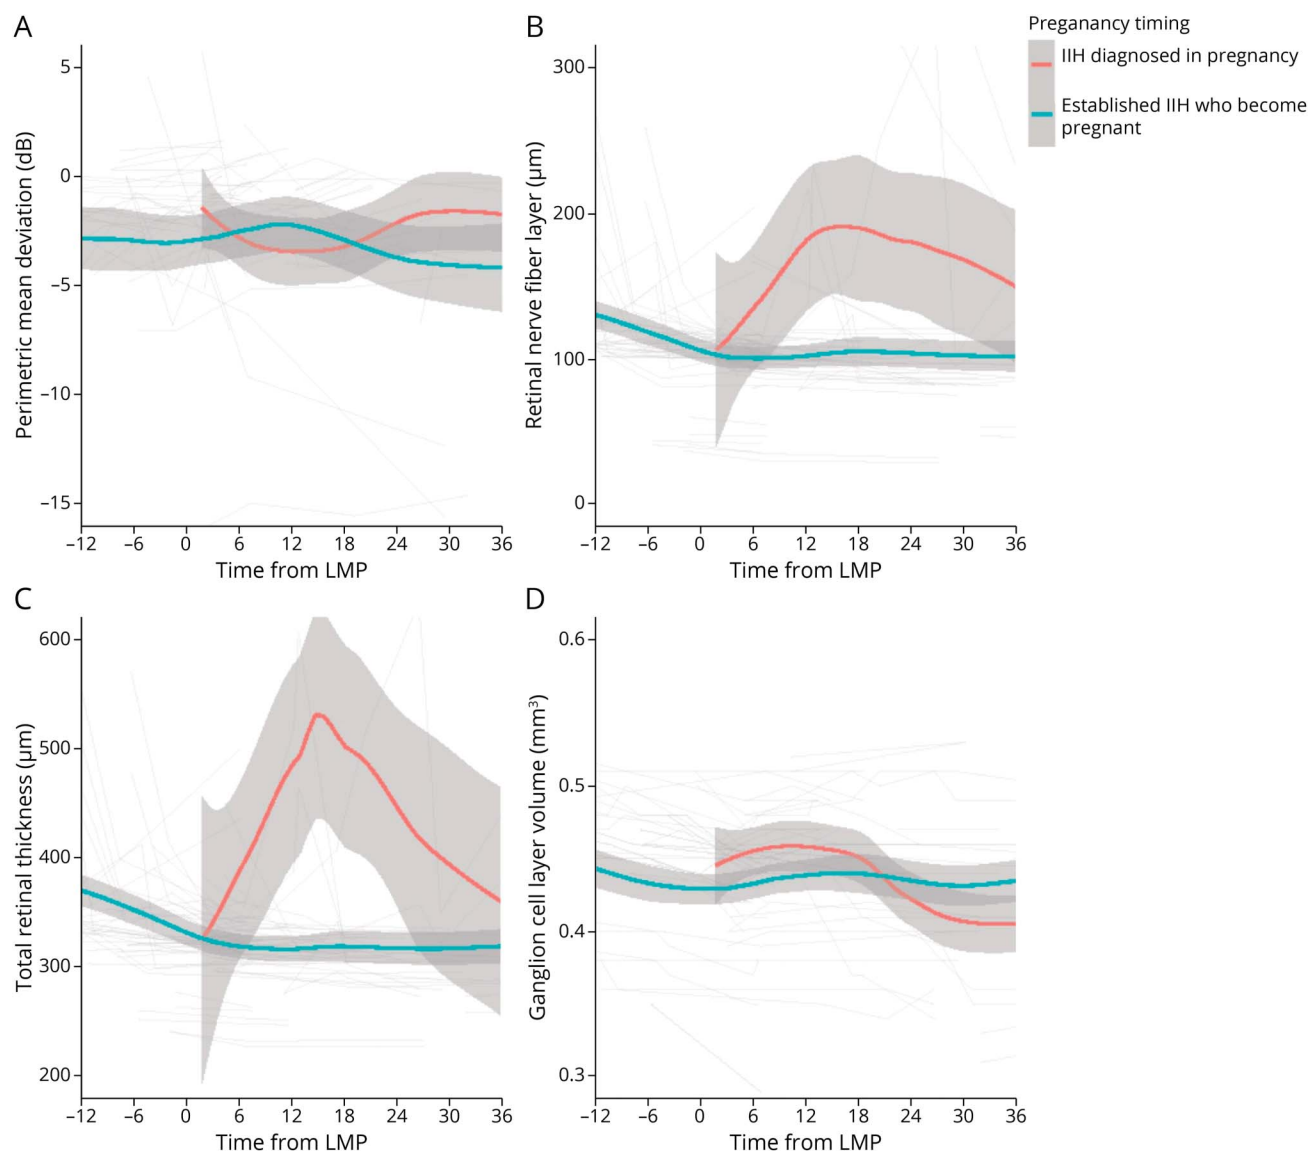 A
5
0
−5
−10
−15
Perimetric mean deviation (dB)
−12 −6 0 6 12 18 24 30 36
Time from LMP
B
300
200
100
0
Retinal nerve fiber layer (μm)
−12 −6 0 6 12 18 24 30 36
Time from LMP
Preganancy timing
IIH diagnosed in pregnancy
Established IIH who become
pregnant
C
600
500
400
300
200
Total retinal thickness (μm)
−12 −6 0 6 12 18 24 30 36
Time from LMP
D
0.6
0.5
0.4
0.3
Ganglion cell layer volume (mm³)
−12 −6 0 6 12 18 24 30 36
Time from LMP